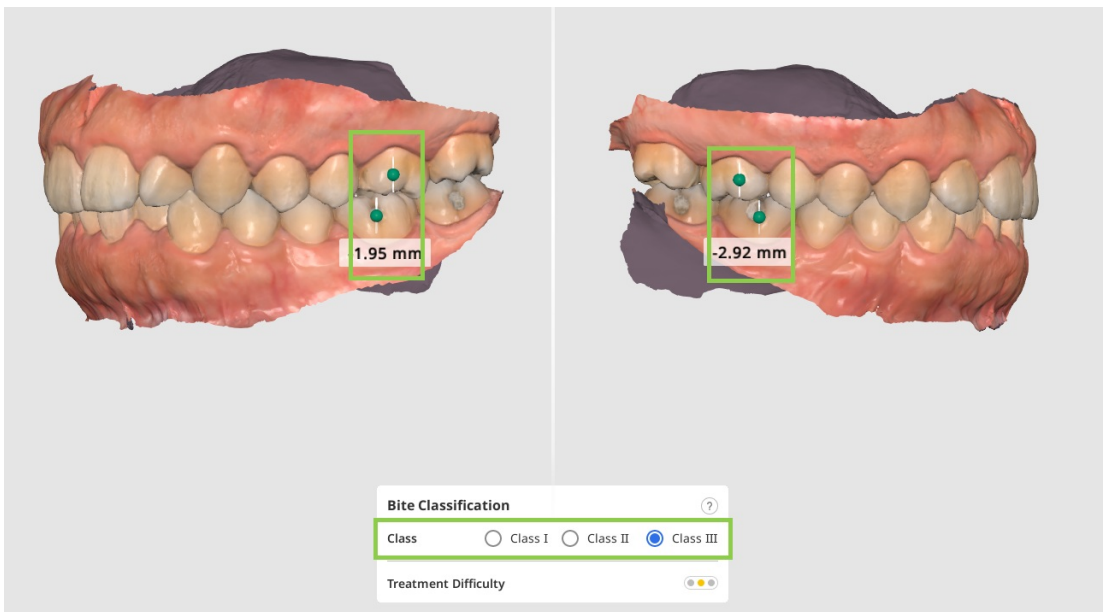 -1.95 mm
-2.92 mm
Bite Classification ?
Class Class I Class II Class III
Treatment Difficulty